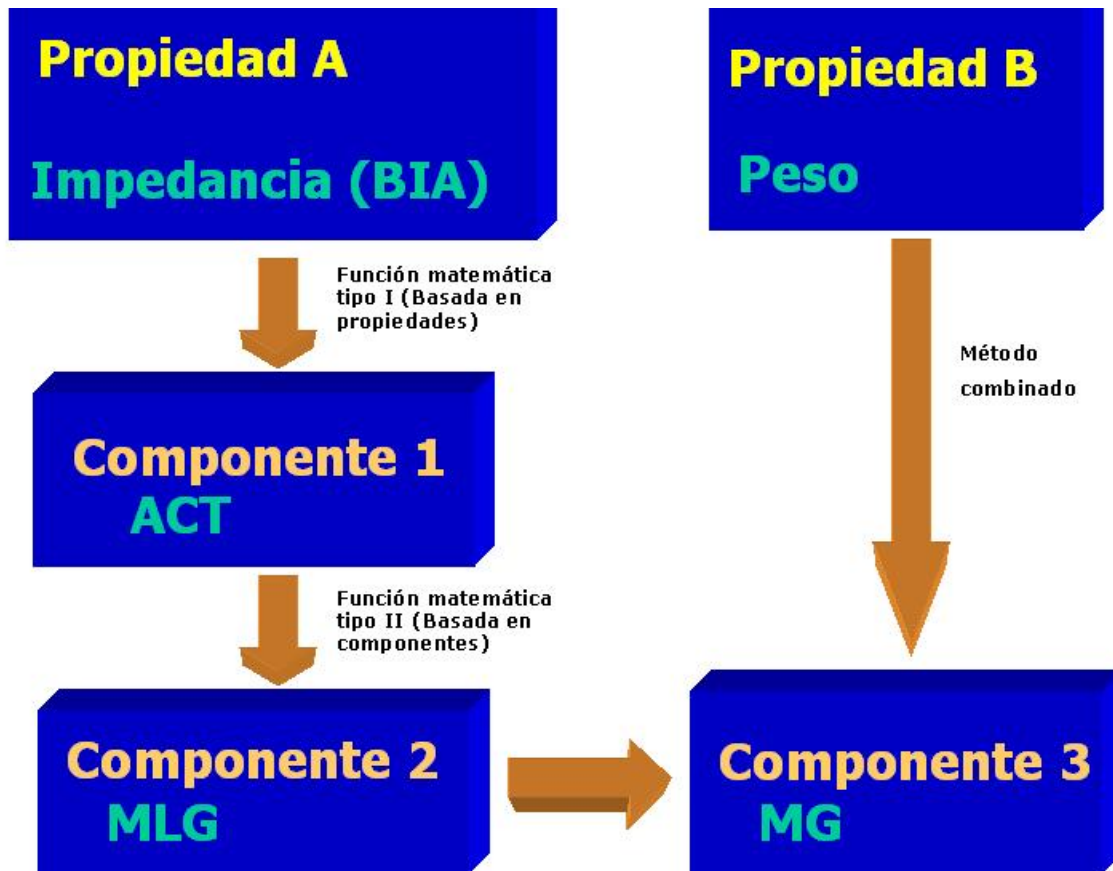 Propiedad A
Impedancia (BIA)
Propiedad B
Peso
Función matemática
tipo I (Basada en
propiedades)
Método
combinado
Componente 1
ACT
Función matemática
tipo II (Basada en
componentes)
Componente 2
MLG
Componente 3
MG